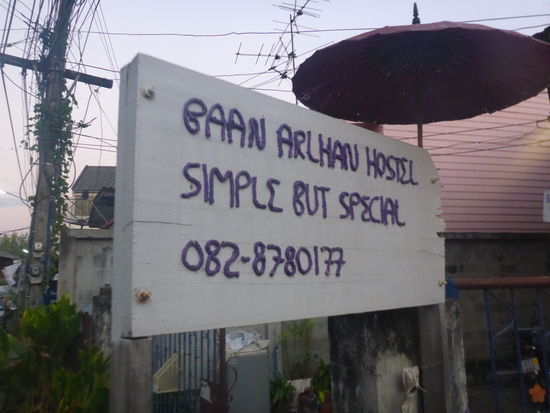 BAAN ARLHAN HOSTEL
SIMPLE BUT SPECIAL
082-8780177